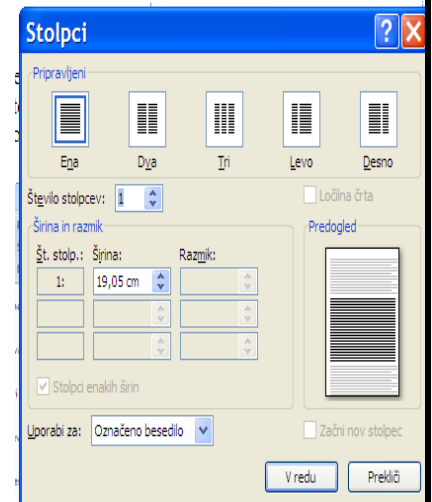 Stolpci
Pripravljeni
Ena Dva Tri Levo Desno
Število stolpcev: 1 Ločilna črta
Širina in razmik Predogled
Št. stolp.: Širina: Razmik:
1: 19,05 cm
Stolpci enakih širin
Uporabi za: Označeno besedilo Začni nov stolpec
V redu Prekliči